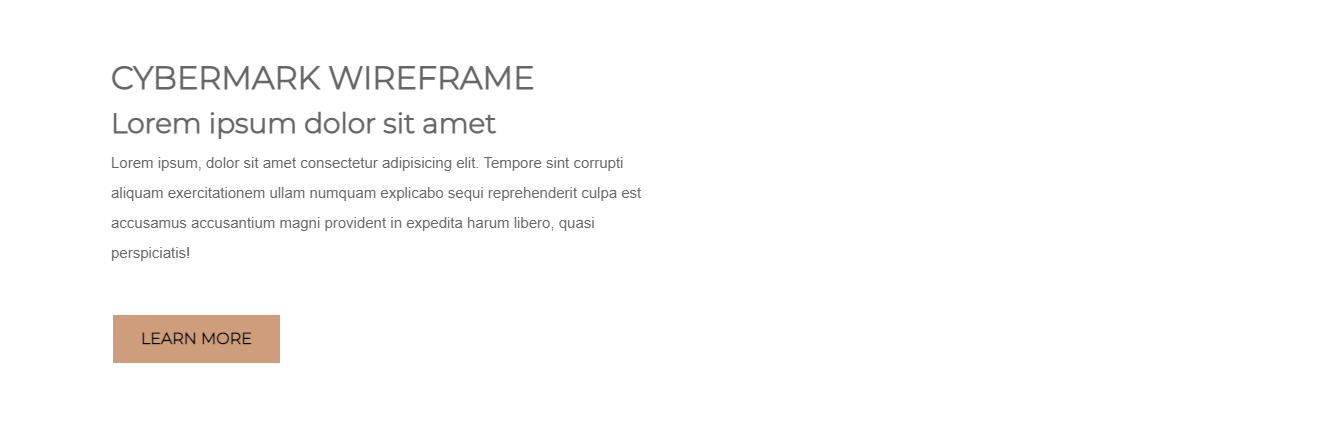 CYBERMARK WIREFRAME
Lorem ipsum dolor sit amet
Lorem ipsum, dolor sit amet consectetur adipisicing elit. Tempore sint corrupti
aliquam exercitationem ullam numquam explicabo sequi reprehenderit culpa est
accusamus accusantium magni provident in expedita harum libero, quasi
perspiciatis!
LEARN MORE